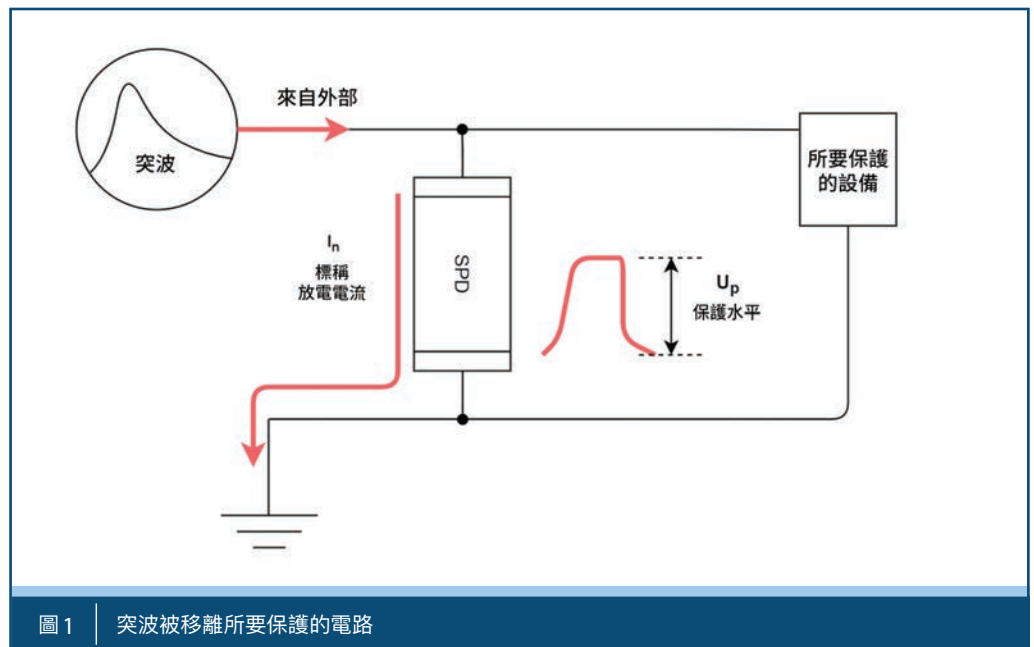 來自外部
突波
所要保護
的設備
I_n
標稱
放電電流
SPD
U_p
保護水平
圖 1
突波被移離所要保護的電路